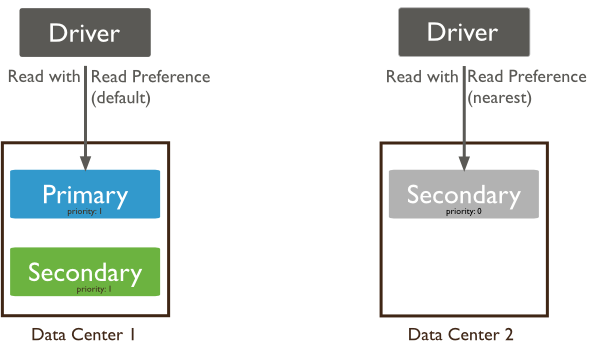 Driver
Read with Read Preference
(default)
Primary
priority: 1
Secondary
priority: 1
Data Center 1
Driver
Read with Read Preference
(nearest)
Secondary
priority: 0
Data Center 2